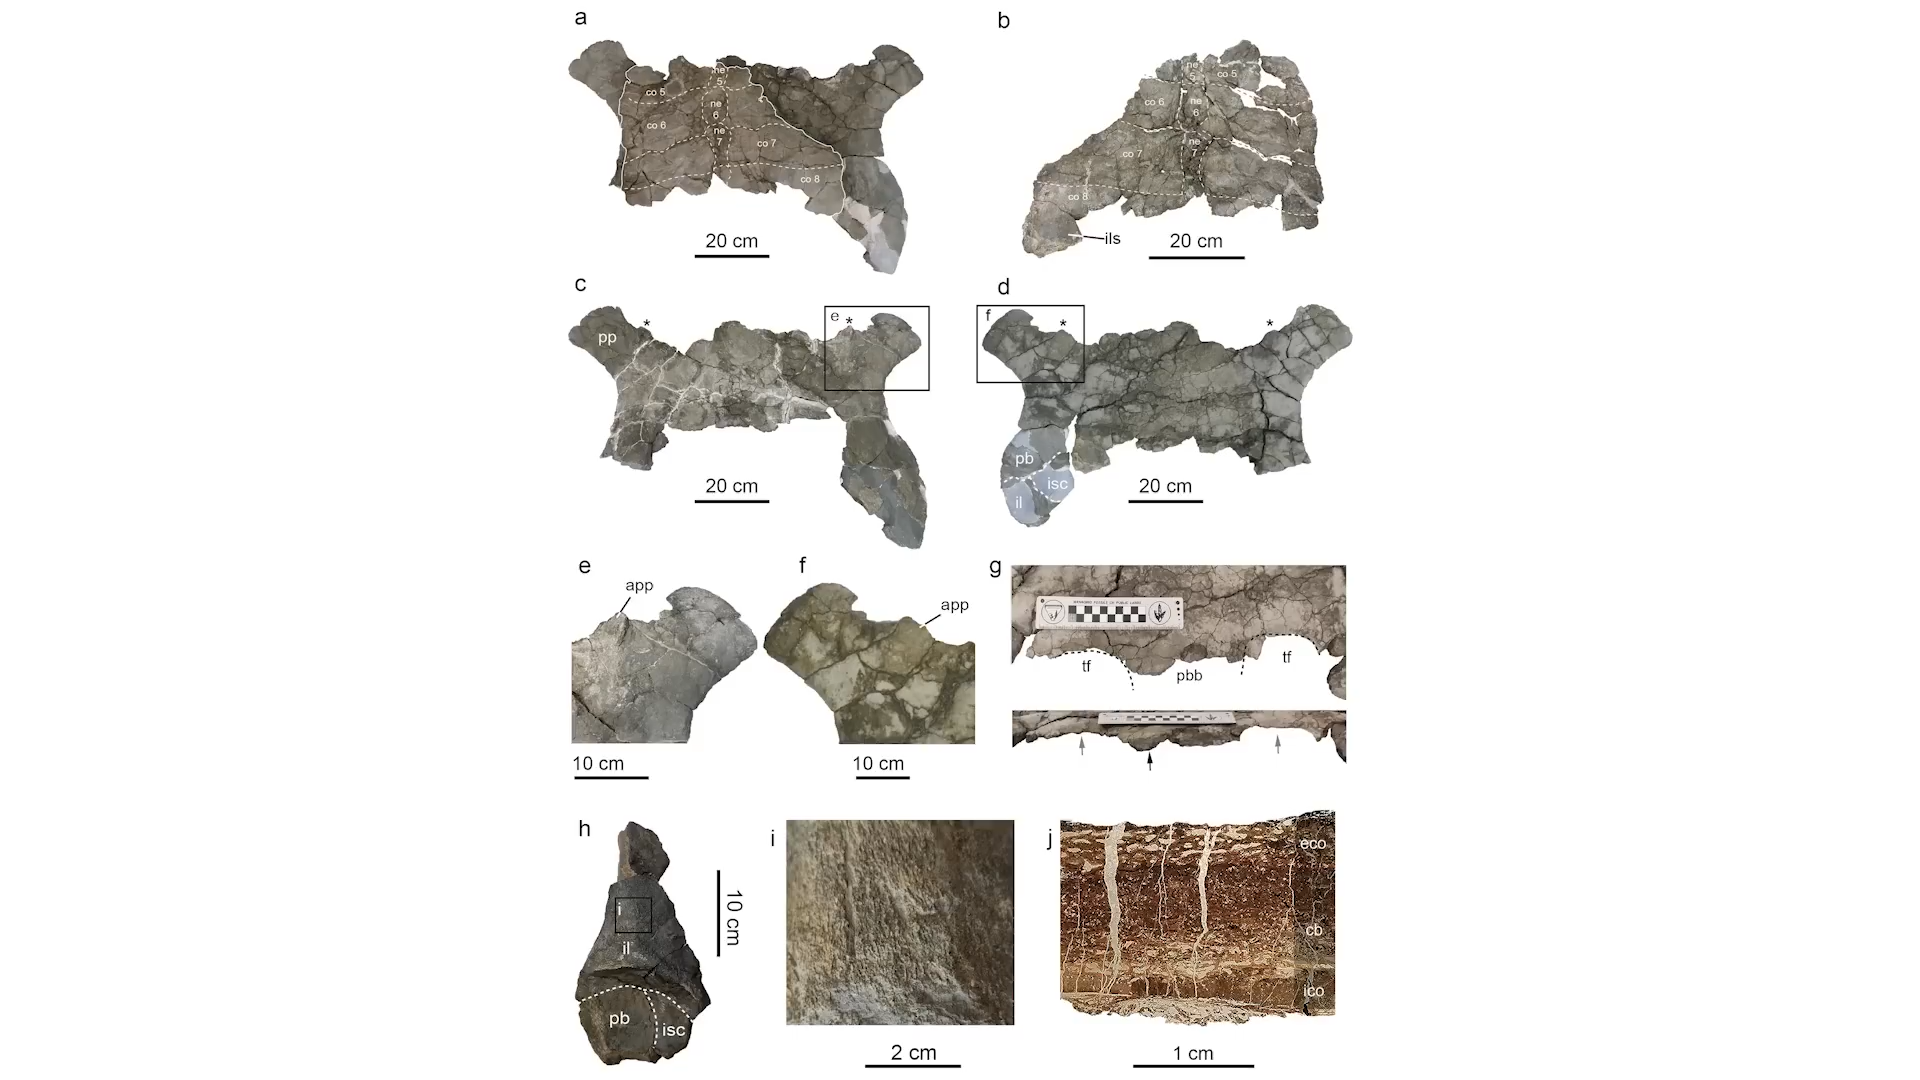 a
ne
5
co 5
ne
6
co 6
ne
7
co 7
co 8
20 cm
b
ne
5
co 5
co 6
ne
6
ne
7
co 7
co 8
ils
20 cm
c
*
e
*
pp
20 cm
d
f
*
*
pb
isc
il
20 cm
e
app
10 cm
f
app
10 cm
g
tf
pbb
tf
h
i
il
pb
isc
10 cm
i
2 cm
j
eco
cb
ico
1 cm